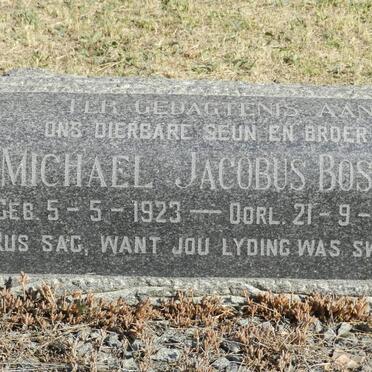 TER GEDAGTENIS AAN
ONS DIERBARE SEUN EN BROER
MICHAEL JACOBUS BOS
GEB. 5-5-1923 — OORL. 21-9-
RUS SAG, WANT JOU LYDING WAS SW